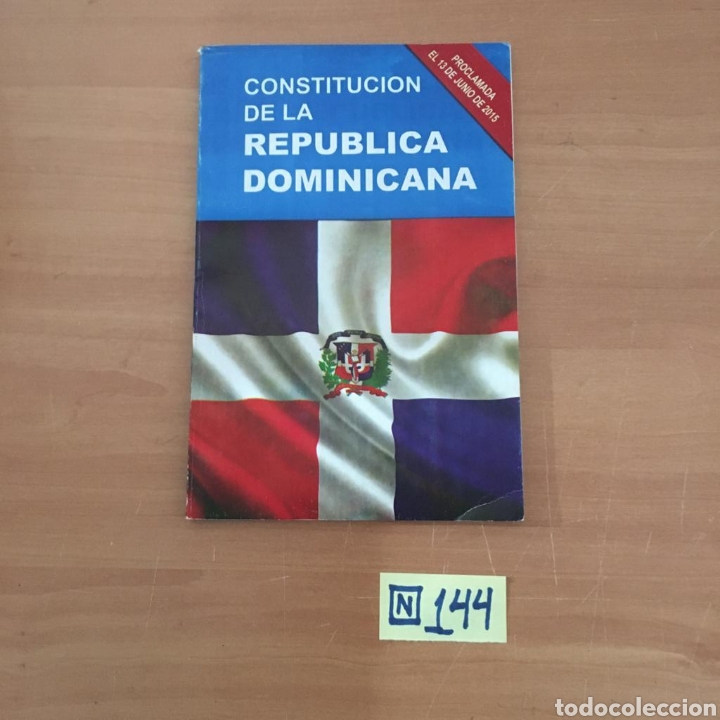 PROCLAMADA
EL 13 DE JUNIO DE 2015
CONSTITUCION
DE LA
REPUBLICA
DOMINICANA
N 144
todocoleccion